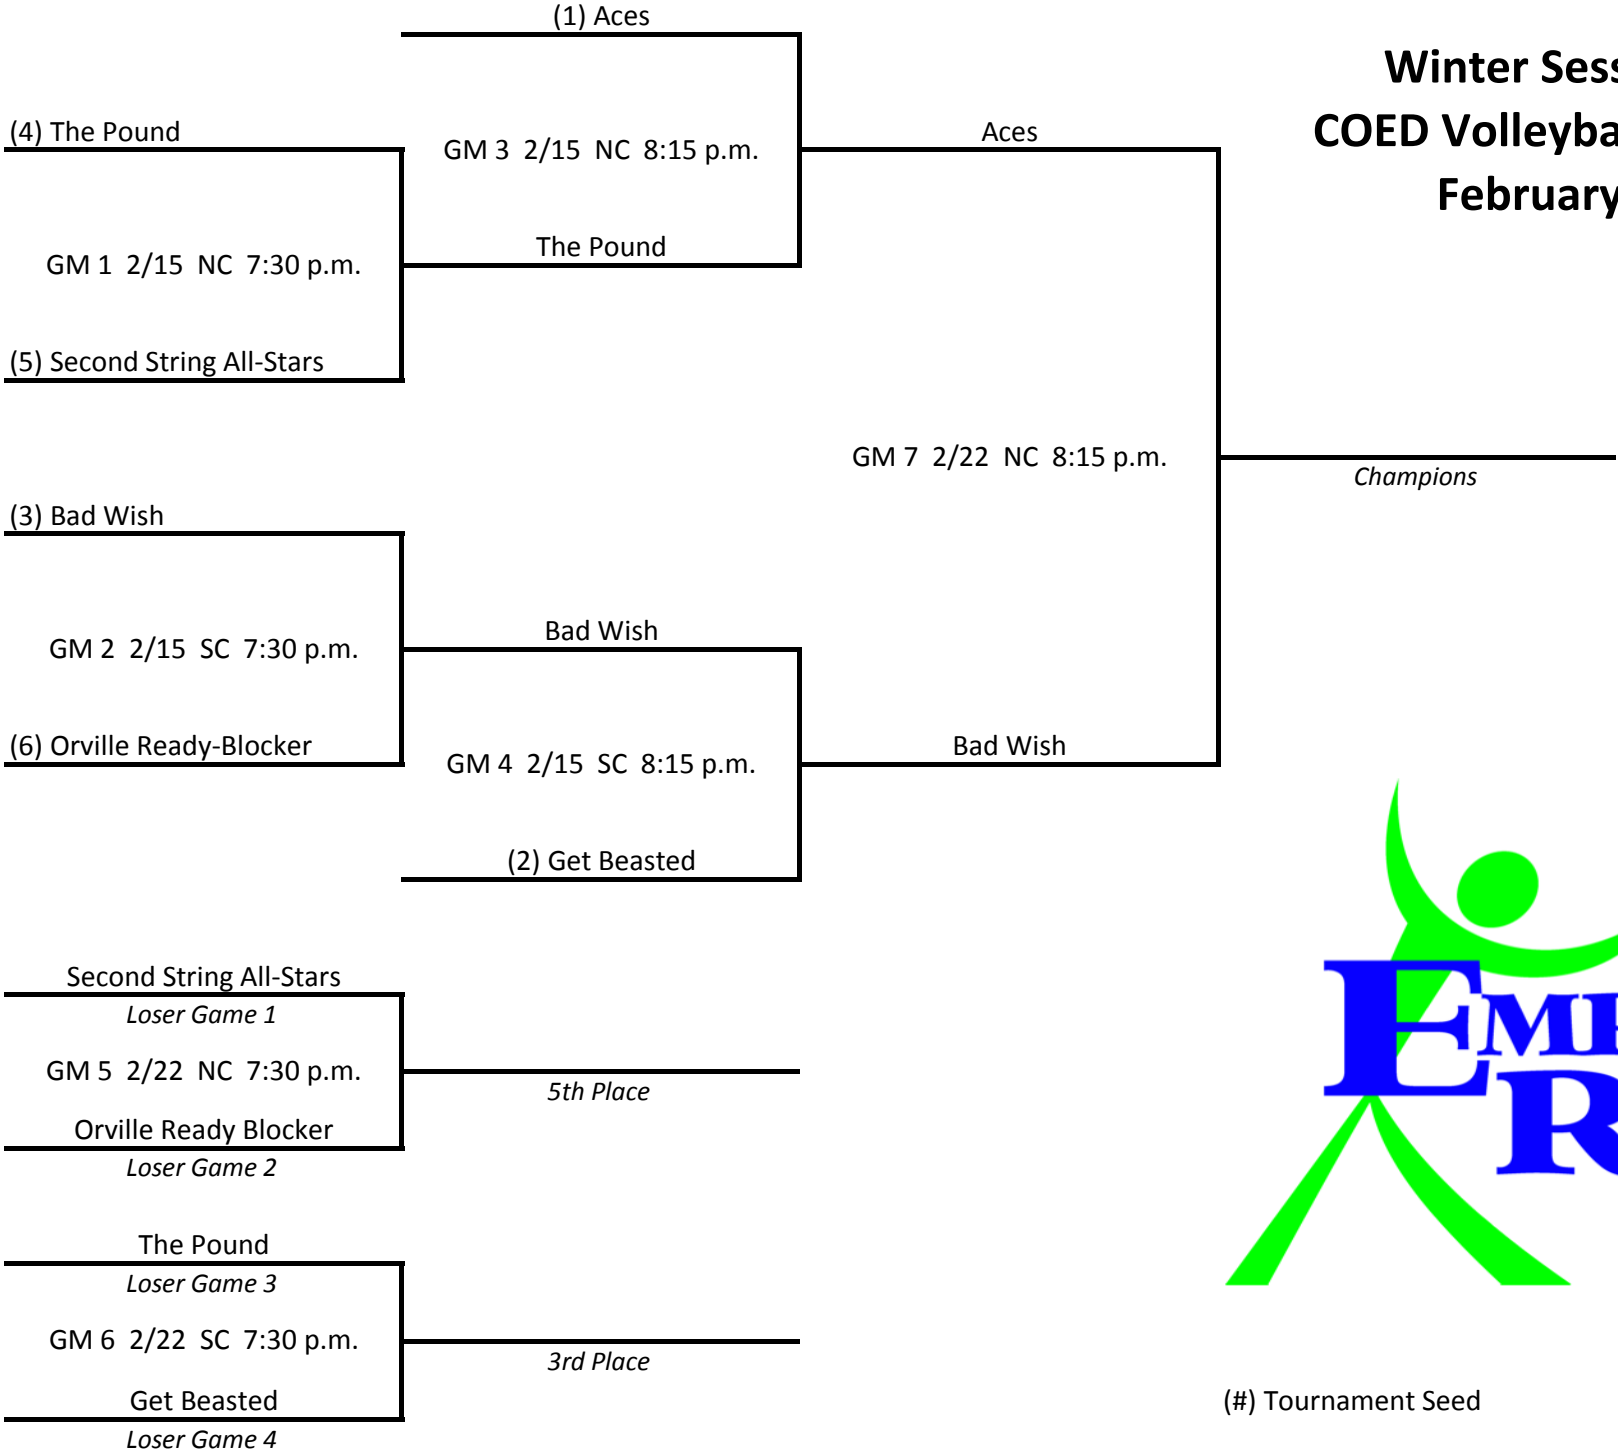 (1) Aces
Winter
COED
February
(4) The Pound
GM 3 2/15 NC 8:15 p.m.
Aces
The Pound
GM 1 2/15 NC 7:30 p.m.
(5) Second String All-Stars
GM 7 2/22 NC 8:15 p.m.
Champions
(3) Bad Wish
Bad Wish
GM 2 2/15 SC 7:30 p.m.
(6) Orville Ready-Blocker
GM 4 2/15 SC 8:15 p.m.
Bad Wish
(2) Get Beasted
Second String All-Stars
Loser Game 1
GM 5 2/22 NC 7:30 p.m.
5th Place
Orville Ready Blocker
Loser Game 2
The Pound
Loser Game 3
GM 6 2/22 SC 7:30 p.m.
3rd Place
Get Beasted
Loser Game 4
(#) Tournament Seed